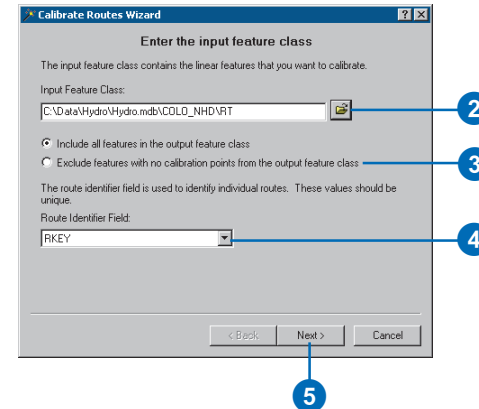 Calibrate Routes Wizard
Enter the input feature class
The input feature class contains the linear features that you want to calibrate.
Input Feature Class:
C:\Data\Hydro\Hydro.mdb\COLO_NHD\RT
2
Include all features in the output feature class
Exclude features with no calibration points from the output feature class
3
The route identifier field is used to identify individual routes. These values should be
unique.
Route Identifier Field:
RKEY
4
< Back
Next >
Cancel
5